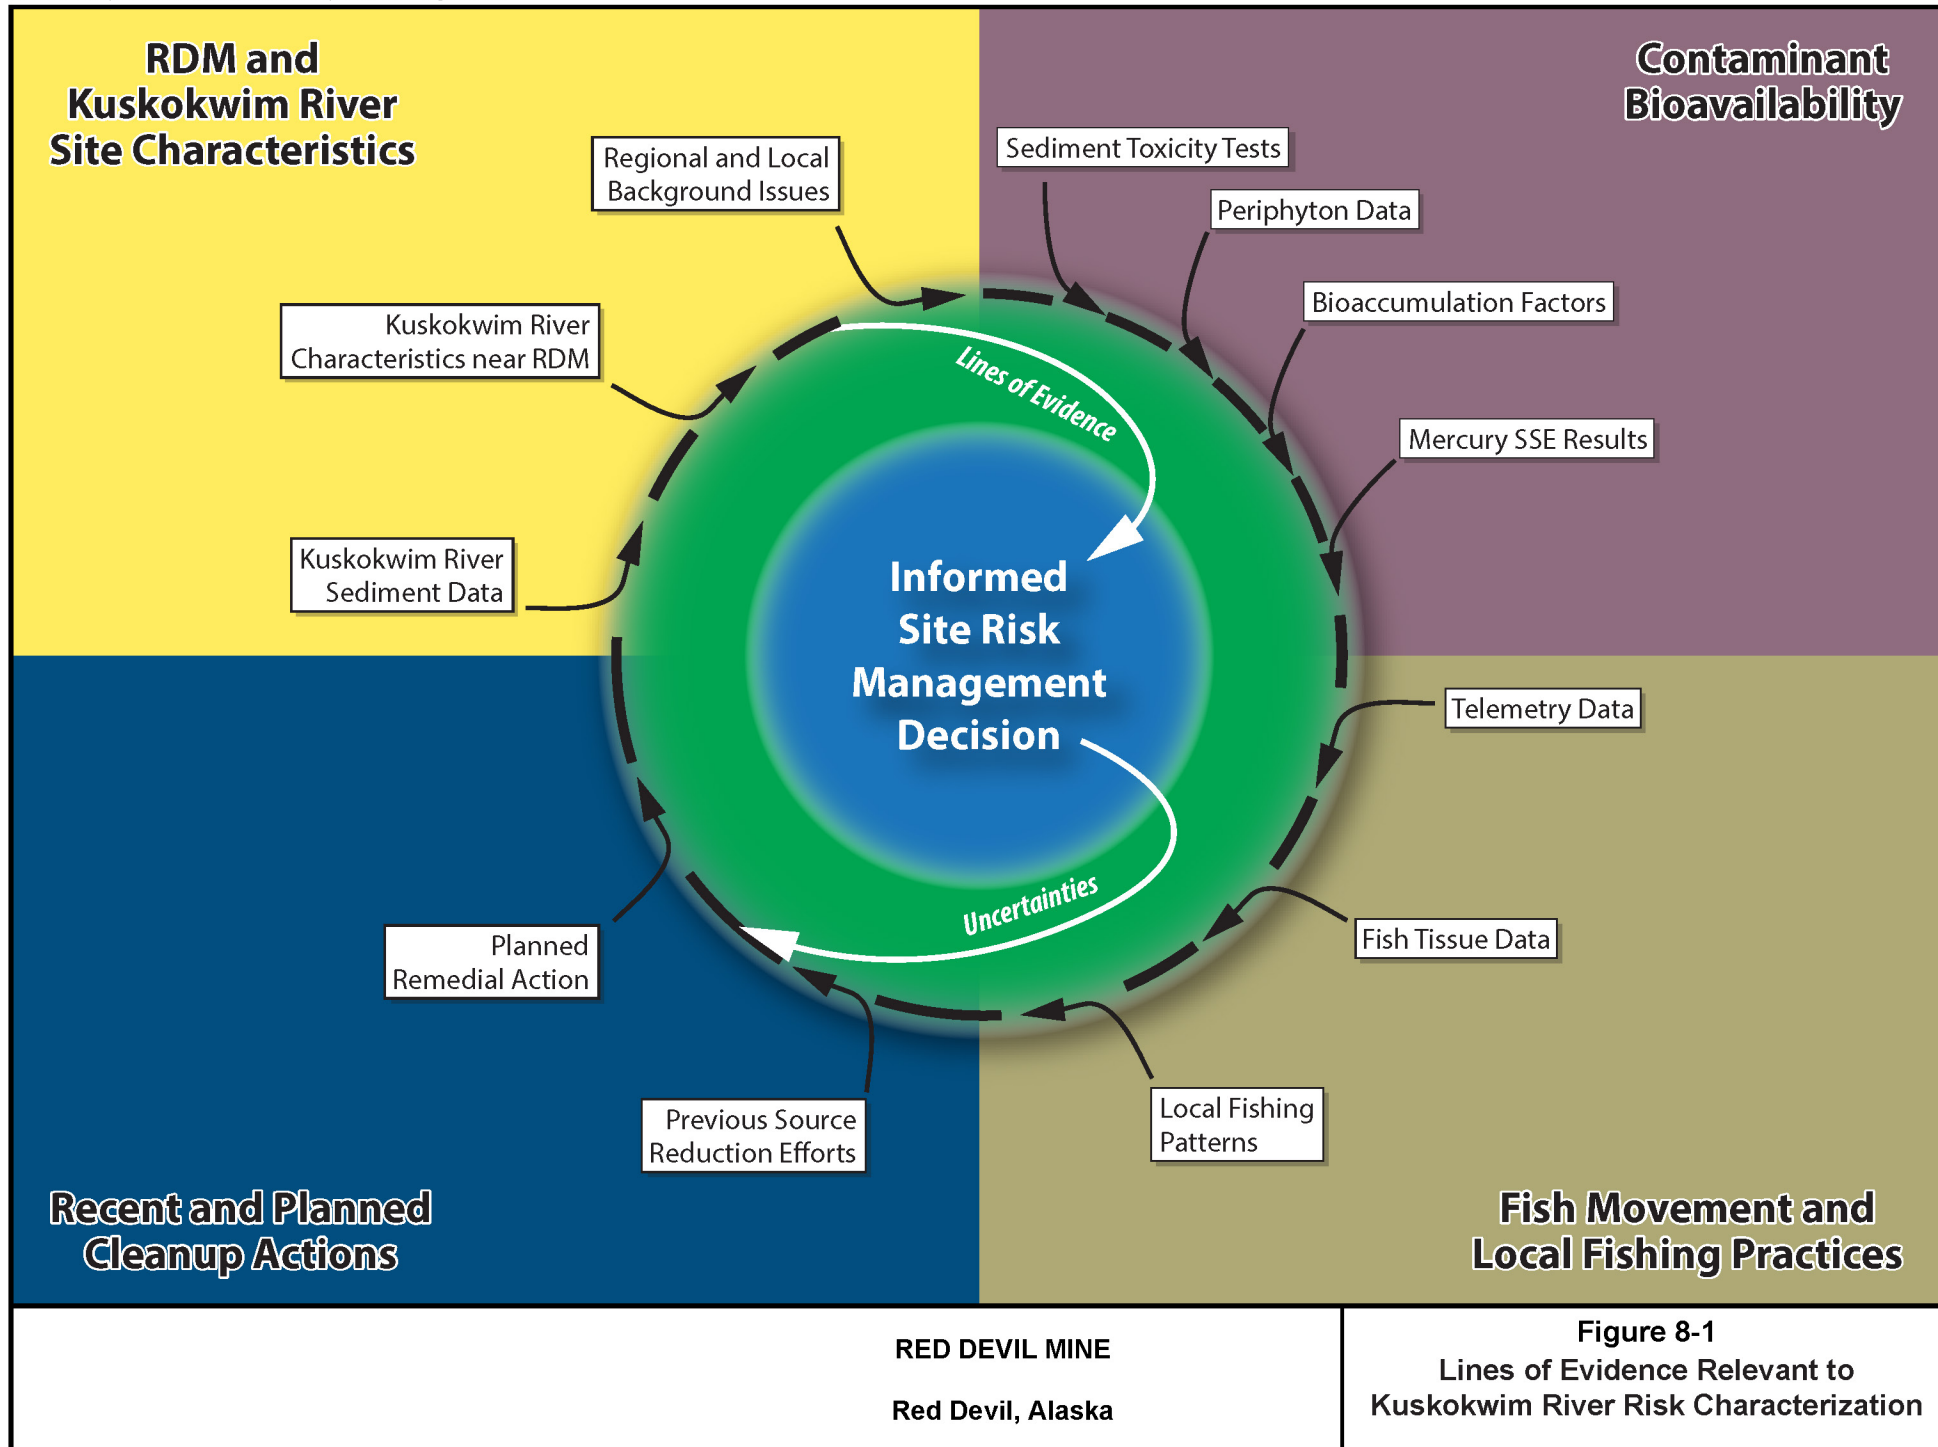 RDM and
Kuskokwim River
Site Characteristics
Contaminant
Bioavailability
Regional and Local
Background Issues
Sediment Toxicity Tests
Periphyton Data
Bioaccumulation Factors
Kuskokwim River
Characteristics near RDM
Mercury SSE Results
Kuskokwim River
Sediment Data
Lines of Evidence
Informed
Site Risk
Management
Decision
Uncertainties
Telemetry Data
Fish Tissue Data
Planned
Remedial Action
Local Fishing
Patterns
Previous Source
Reduction Efforts
Recent and Planned
Cleanup Actions
Fish Movement and
Local Fishing Practices
RED DEVIL MINE
Red Devil, Alaska
Figure 8-1
Lines of Evidence Relevant to
Kuskokwim River Risk Characterization